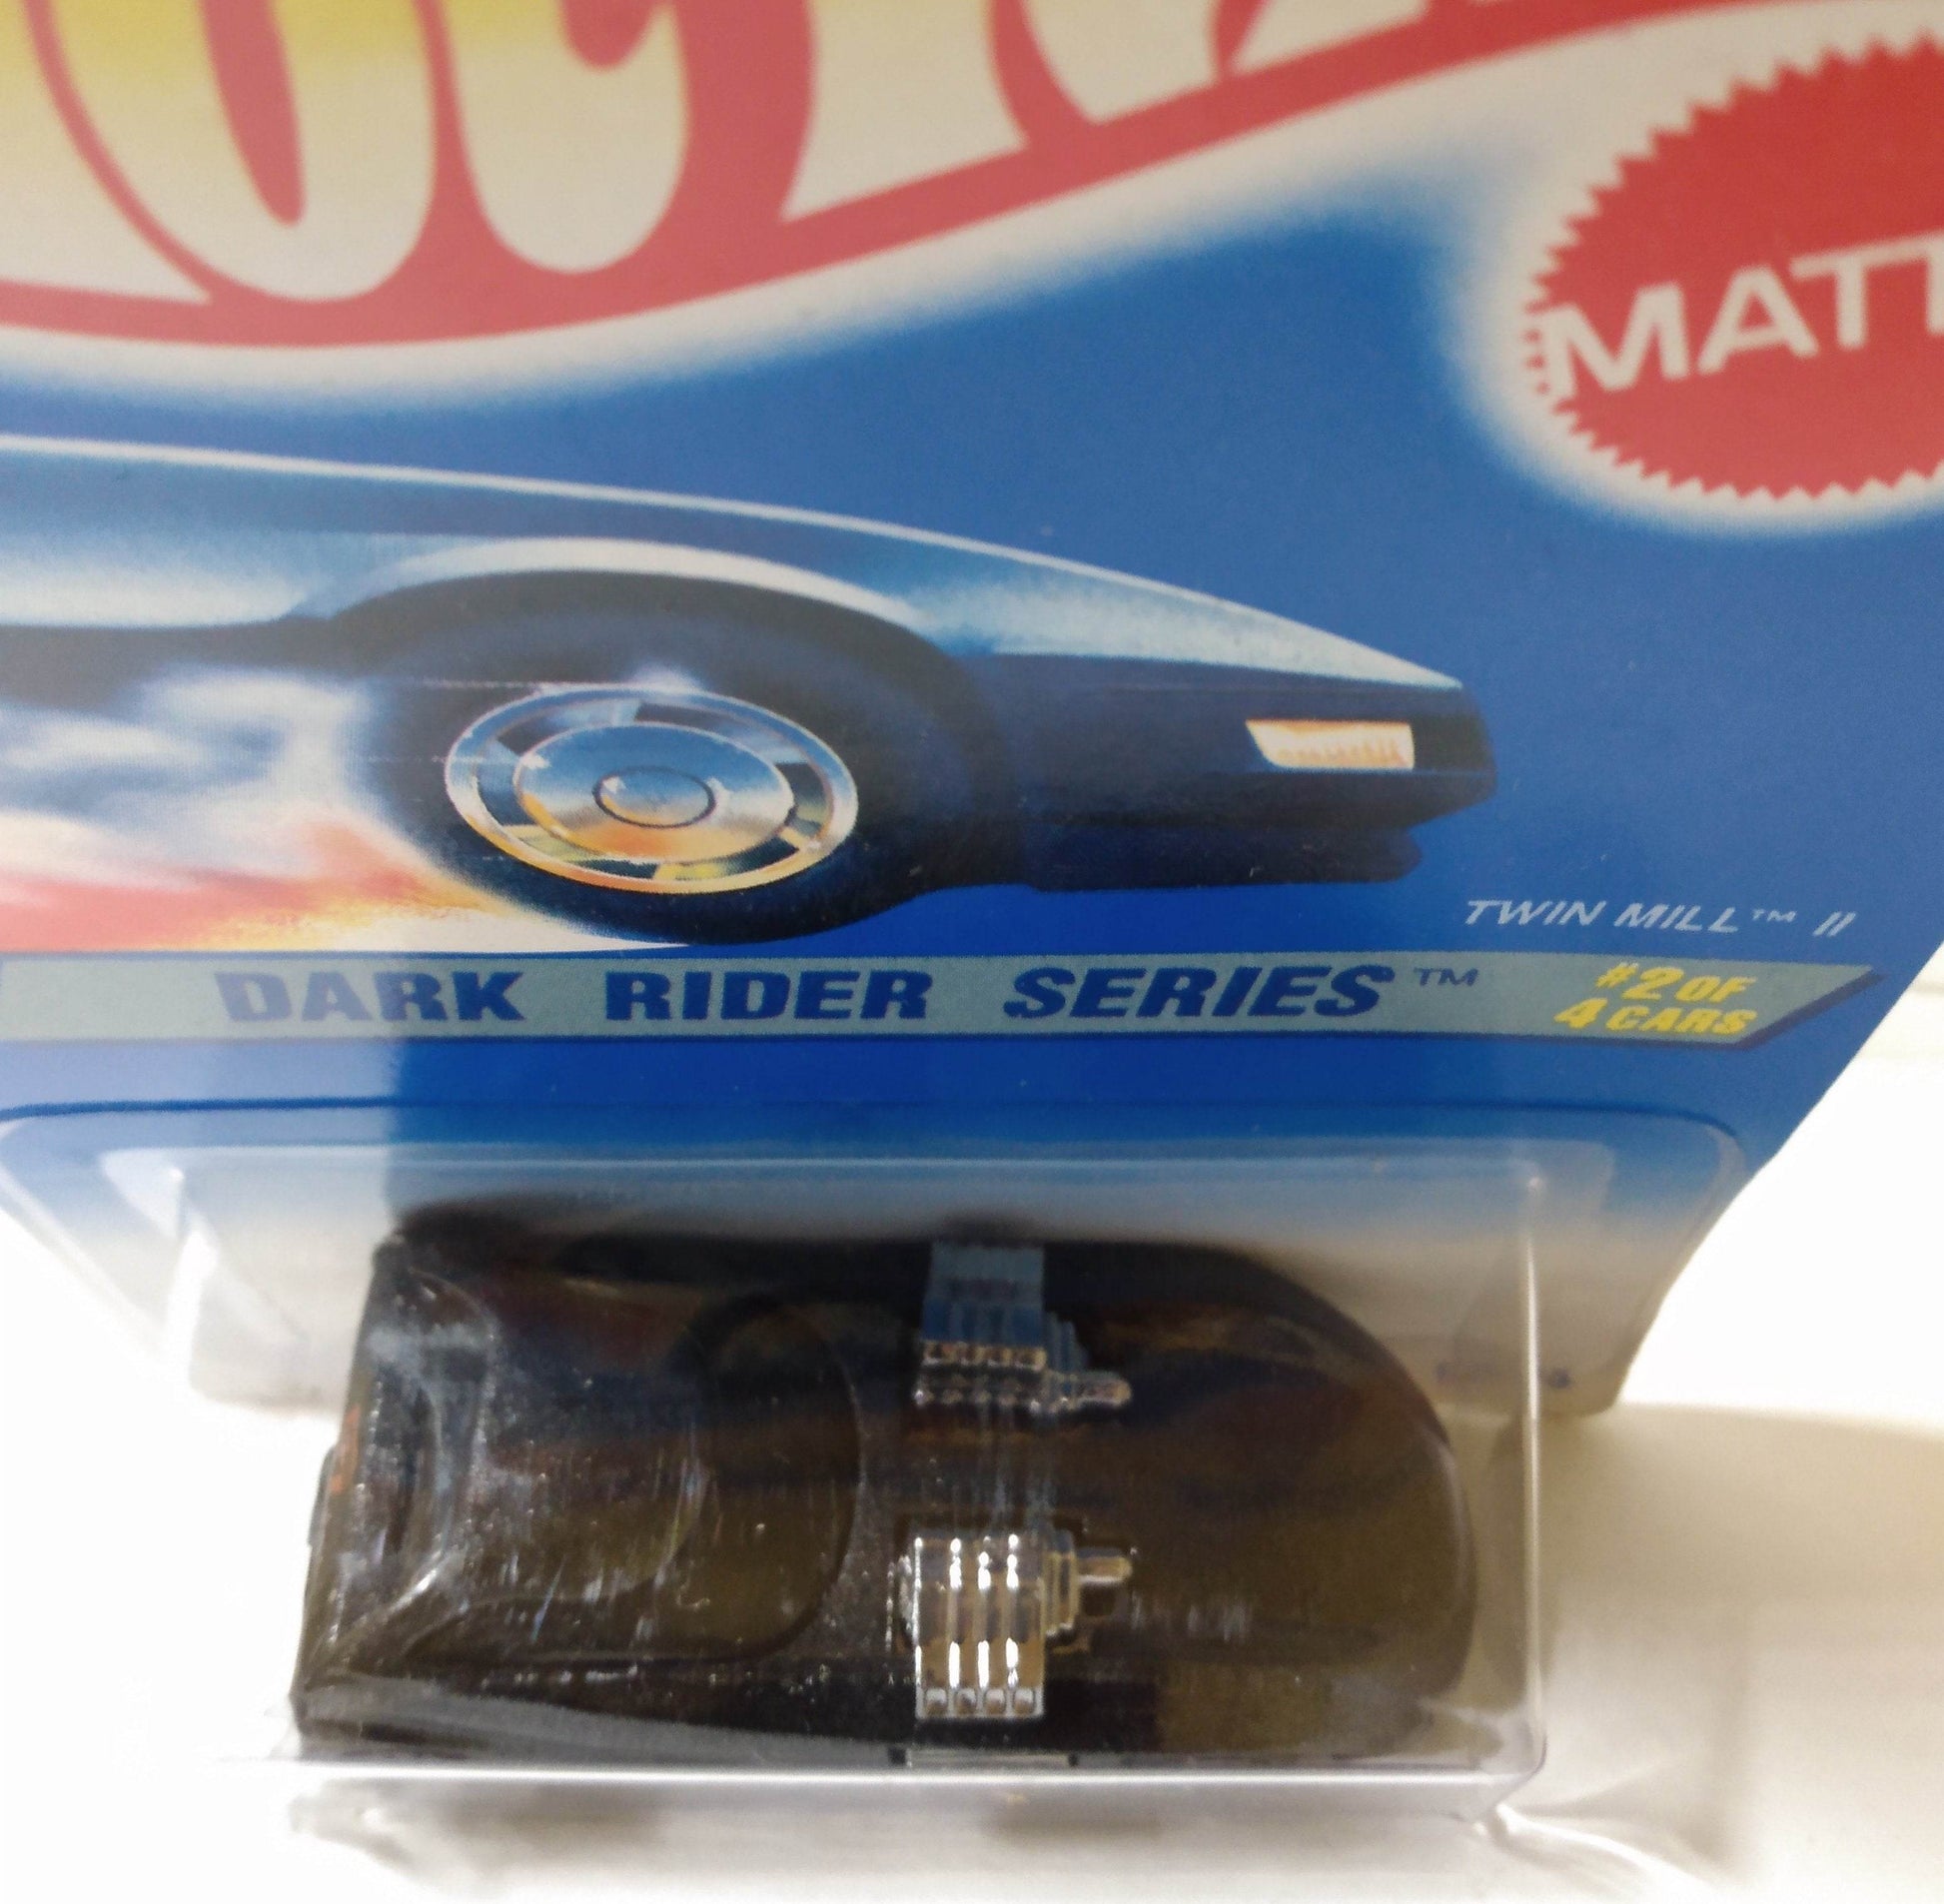 MATT
TWIN MILL™ II
DARK RIDER SERIES™
#2 OF
4 CARS